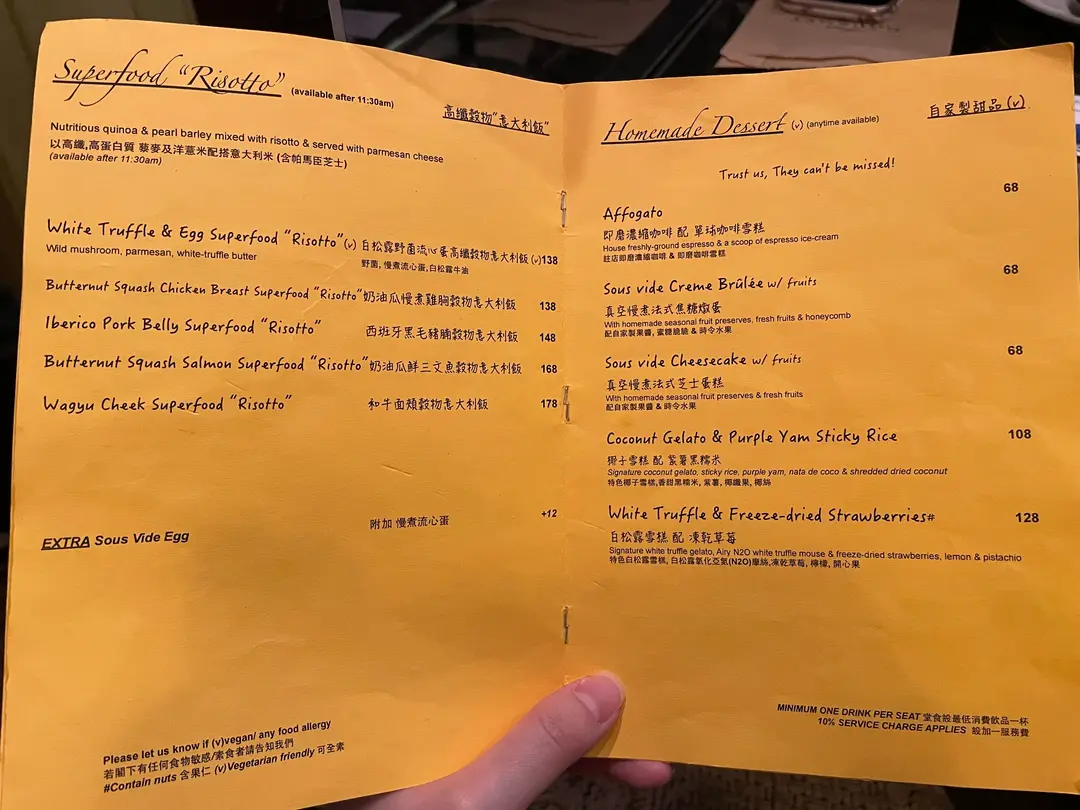 Superfood "Risotto" (available after 11:30am)
高纖穀物"意大利飯"
Nutritious quinoa & pearl barley mixed with risotto & served with parmesan cheese
以高纖,高蛋白質 藜麥及洋薏米配搭意大利米 (含帕馬臣芝士)
(available after 11:30am)
White Truffle & Egg Superfood "Risotto"(v) 白松露野菌流心蛋高纖穀物意大利飯 (v)138
Wild mushroom, parmesan, white-truffle butter
野菌, 慢煮流心蛋,白松露牛油
Butternut Squash Chicken Breast Superfood "Risotto"奶油瓜慢煮雞胸穀物意大利飯 138
Iberico Pork Belly Superfood "Risotto" 西班牙黑毛豬腩穀物意大利飯 148
Butternut Squash Salmon Superfood "Risotto"奶油瓜鮮三文魚穀物意大利飯 168
Wagyu Cheek Superfood "Risotto" 和牛面頰穀物意大利飯 178
EXTRA Sous Vide Egg 附加 慢煮流心蛋 +12
Please let us know if (v)vegan/ any food allergy
若閣下有任何食物敏感/素食者請告知我們
#Contain nuts 含果仁 (v)Vegetarian friendly 可全素
Homemade Dessert (v) (anytime available) 自家製甜品(v)
Trust us, They can't be missed!
Affogato 68
即磨濃縮咖啡 配 單球咖啡雪糕
House freshly-ground espresso & a scoop of espresso ice-cream
註店即磨濃縮咖啡 & 即磨咖啡雪糕
Sous vide Creme Brûlée w/ fruits 68
真空慢煮法式焦糖燉蛋
With homemade seasonal fruit preserves, fresh fruits & honeycomb
配自家製果醬, 蜜糖脆脆 & 時令水果
Sous vide Cheesecake w/ fruits 68
真空慢煮法式芝士蛋糕
With homemade seasonal fruit preserves & fresh fruits
配自家製果醬 & 時令水果
Coconut Gelato & Purple Yam Sticky Rice 108
椰子雪糕 配 紫薯黑糯米
Signature coconut gelato, sticky rice, purple yam, nata de coco & shredded dried coconut
特色椰子雪糕,香甜黑糯米, 紫薯, 椰纖果, 椰絲
White Truffle & Freeze-dried Strawberries# 128
白松露雪糕 配 凍乾草莓
Signature white truffle gelato, Airy N2O white truffle mouse & freeze-dried strawberries, lemon & pistachio
特色白松露雪糕, 白松露氧化亞氮(N2O)摩絲,凍乾草莓, 檸檬, 開心果
MINIMUM ONE DRINK PER SEAT 堂食設最低消費飲品一杯
10% SERVICE CHARGE APPLIES 設加一服務費